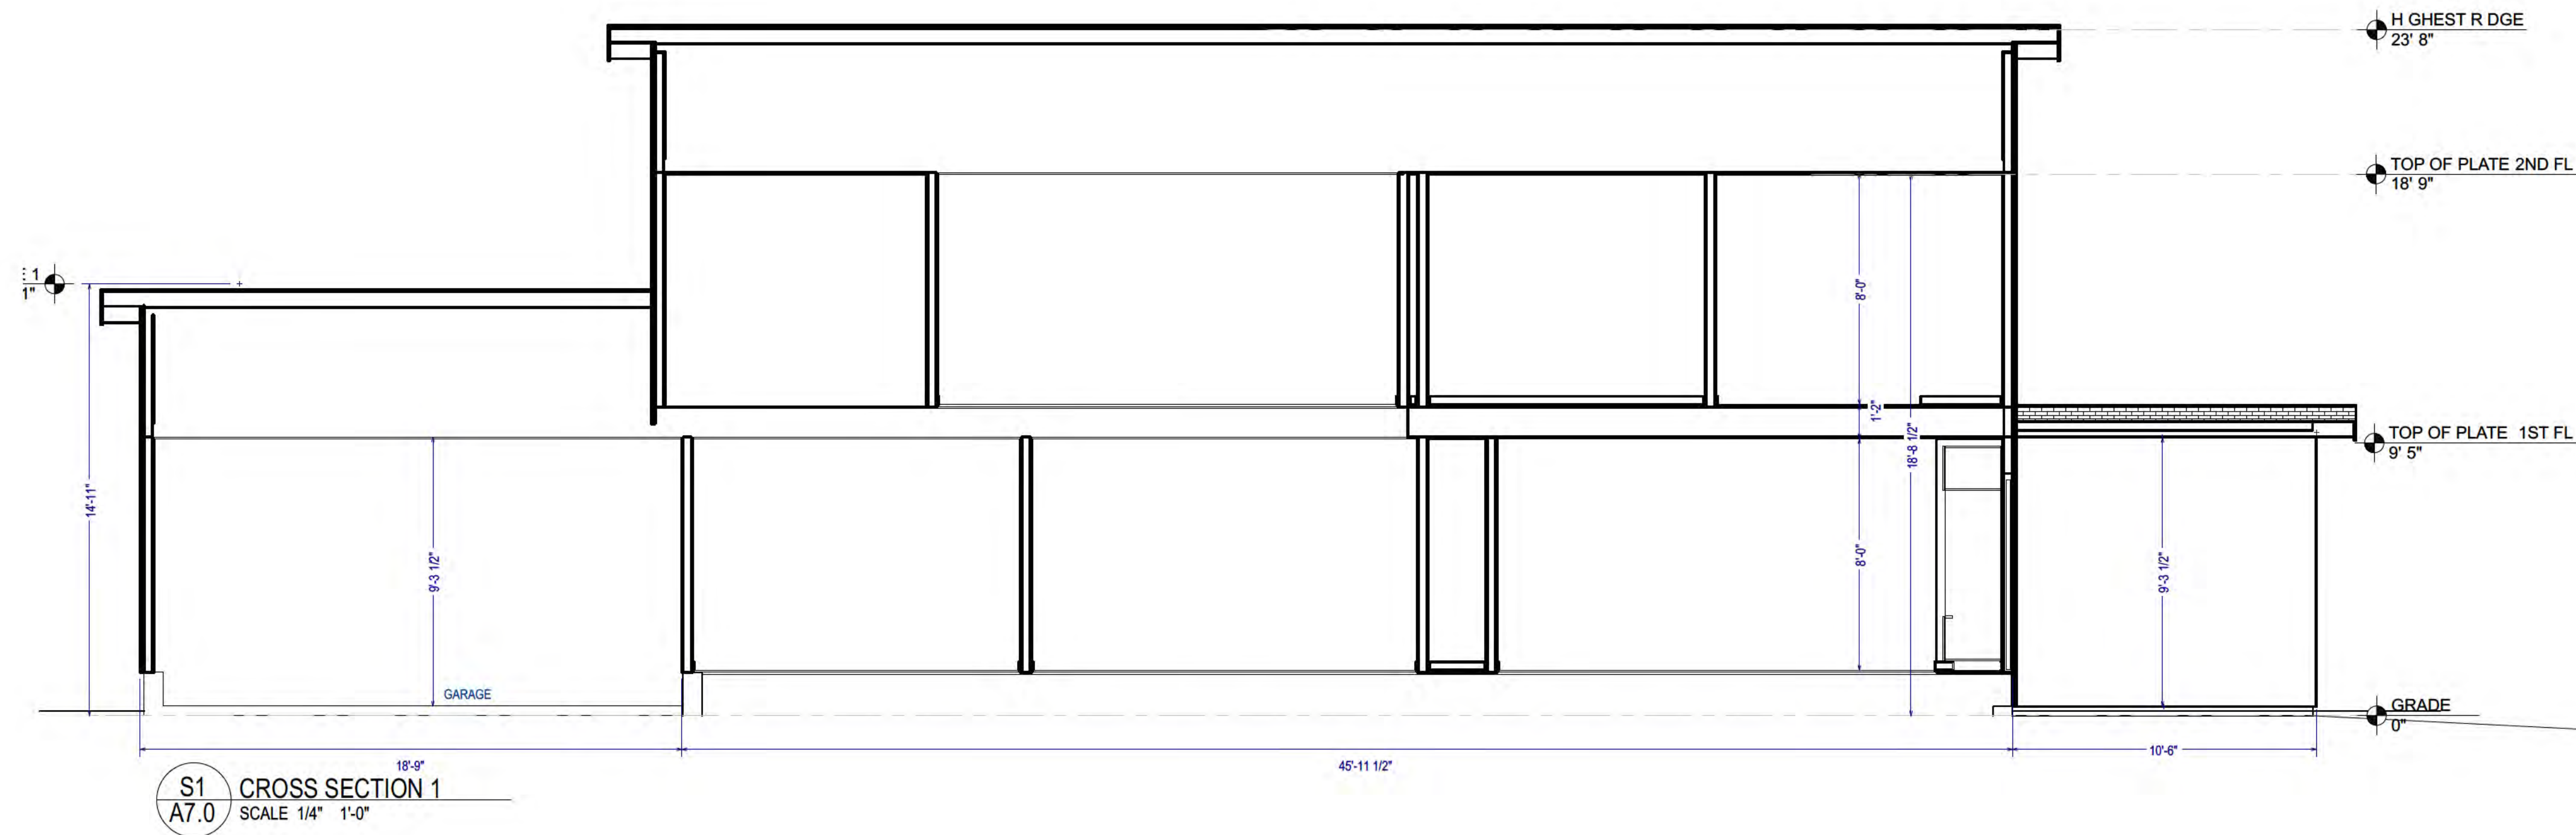 H GHEST R DGE
23' 8"
TOP OF PLATE 2ND FL
18' 9"
1
1"
8'-0"
1'-2"
18'-8 1/2"
TOP OF PLATE 1ST FL
9' 5"
14'-11"
9'-3 1/2"
8'-0"
9'-3 1/2"
GARAGE
GRADE
0"
18'-9"
45'-11 1/2"
10'-6"
S1
A7.0
CROSS SECTION 1
SCALE 1/4" 1'-0"